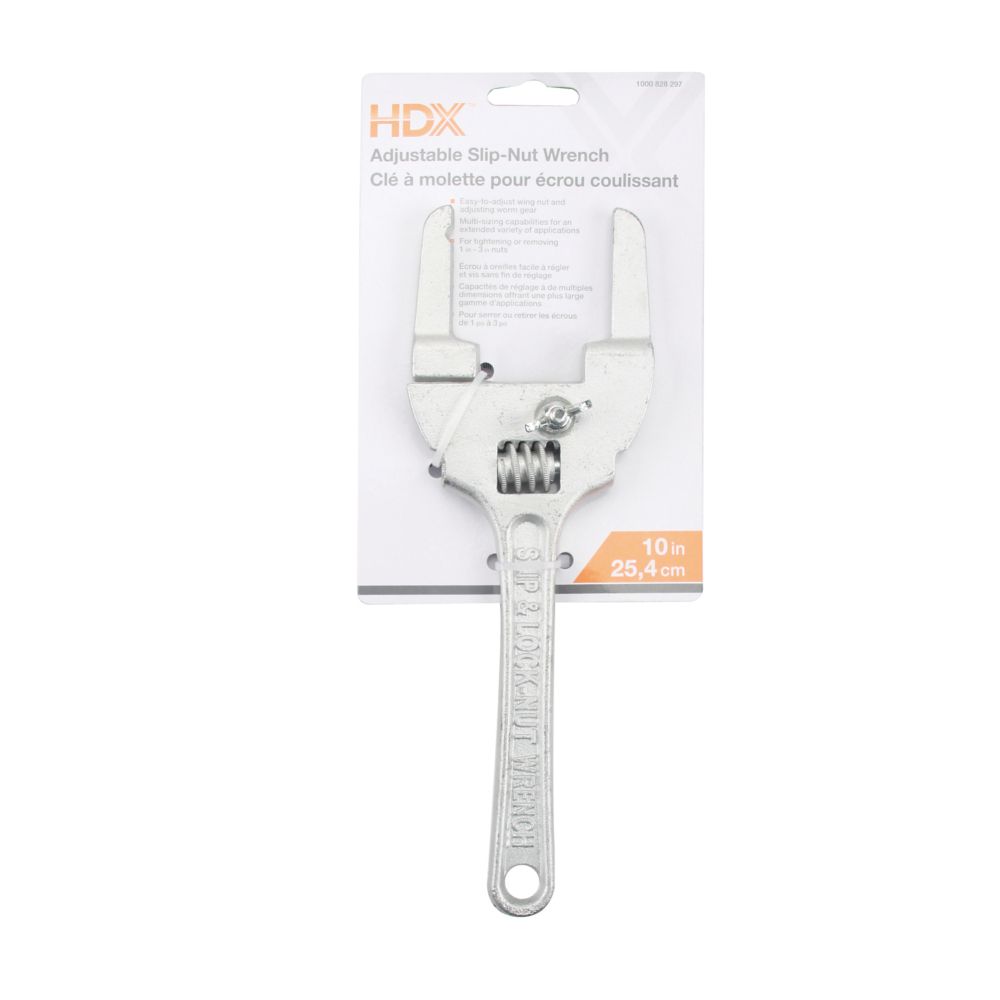 1000 828 297
HDX™
Adjustable Slip-Nut Wrench
Clé à molette pour écrou coulissant
Easy-to-adjust wing nut and
adjusting worm gear
Multi-sizing capabilities for an
extended variety of applications
For tightening or removing
1 in - 3 in nuts
Écrou à oreilles facile à régler
et vis sans fin de réglage
Capacités de réglage à de multiples
dimensions offrant une plus large
gamme d'applications
Pour serrer ou retirer les écrous
de 1 po à 3 po
10 in
25,4 cm
SLIP & LOCK-NUT WRENCH